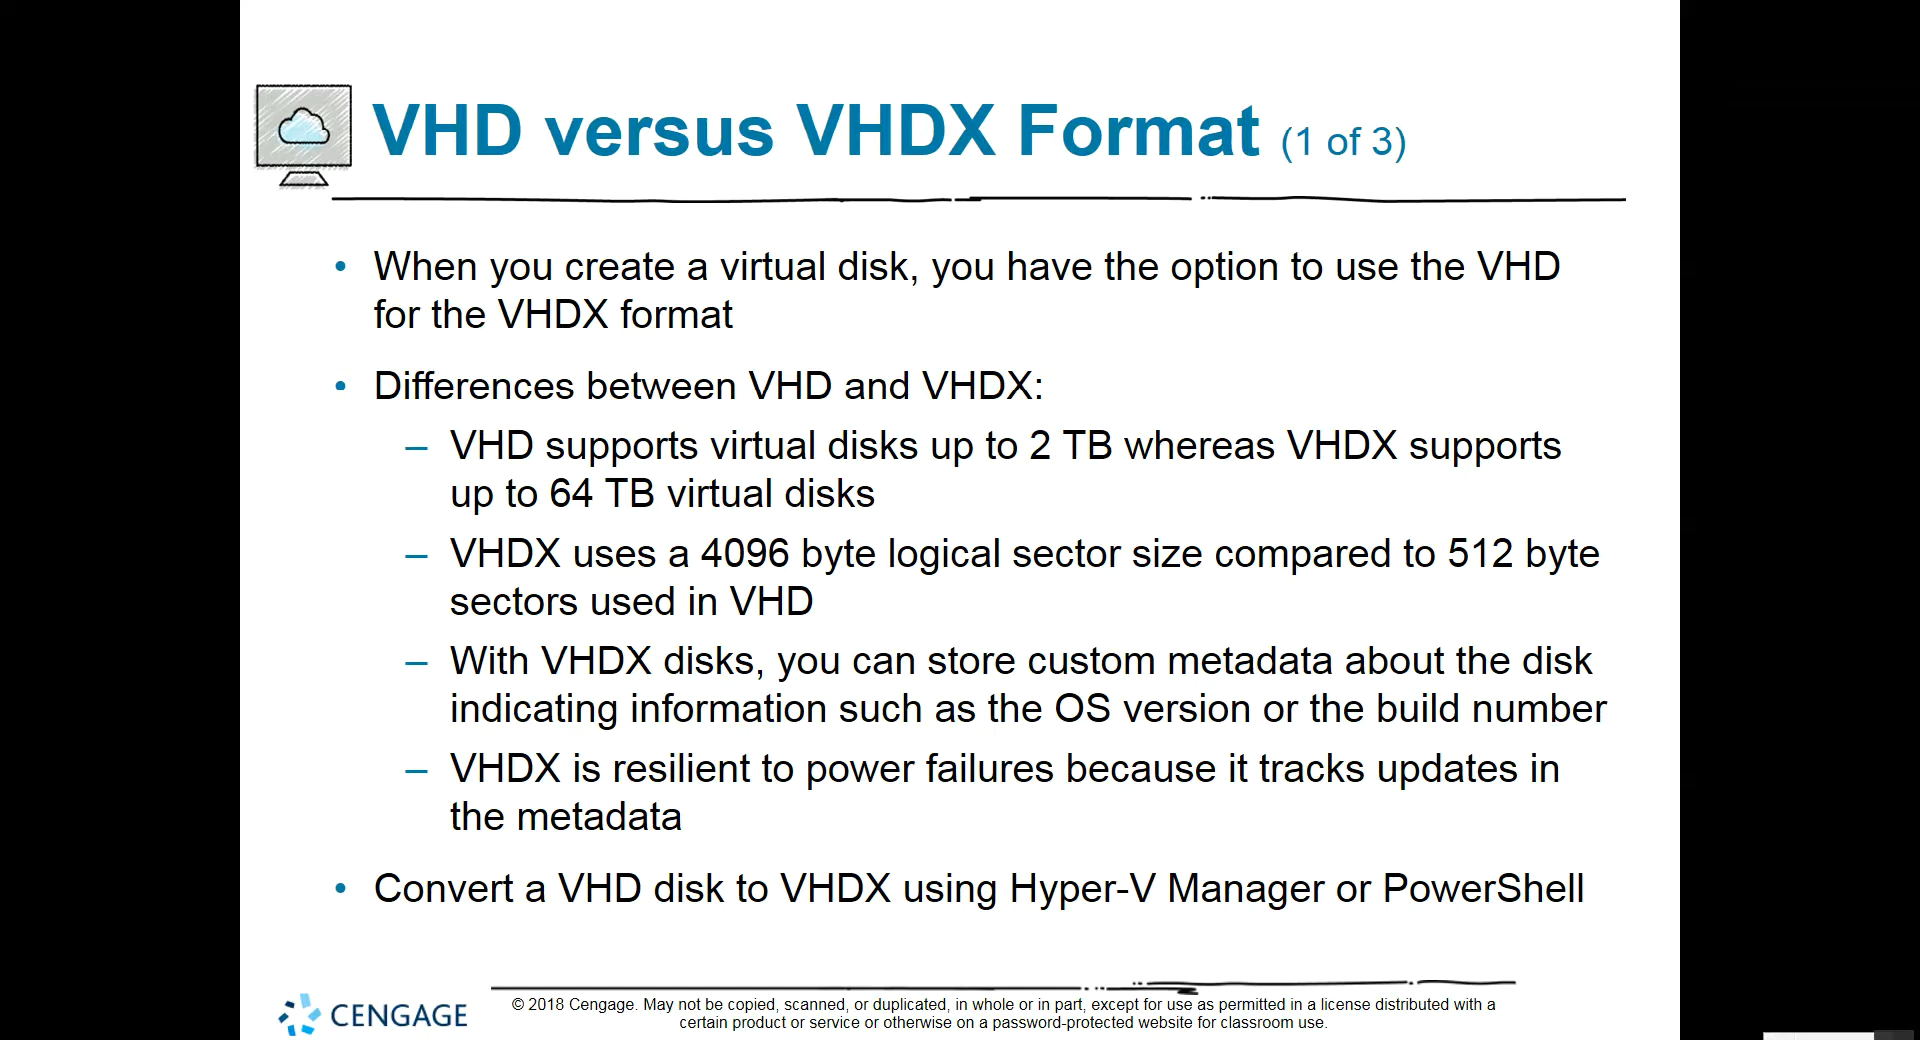 VHD versus VHDX Format (1 of 3)
• When you create a virtual disk, you have the option to use the VHD
for the VHDX format
• Differences between VHD and VHDX:
– VHD supports virtual disks up to 2 TB whereas VHDX supports
up to 64 TB virtual disks
– VHDX uses a 4096 byte logical sector size compared to 512 byte
sectors used in VHD
– With VHDX disks, you can store custom metadata about the disk
indicating information such as the OS version or the build number
– VHDX is resilient to power failures because it tracks updates in
the metadata
• Convert a VHD disk to VHDX using Hyper-V Manager or PowerShell
CENGAGE
© 2018 Cengage. May not be copied, scanned, or duplicated, in whole or in part, except for use as permitted in a license distributed with a
certain product or service or otherwise on a password-protected website for classroom use.